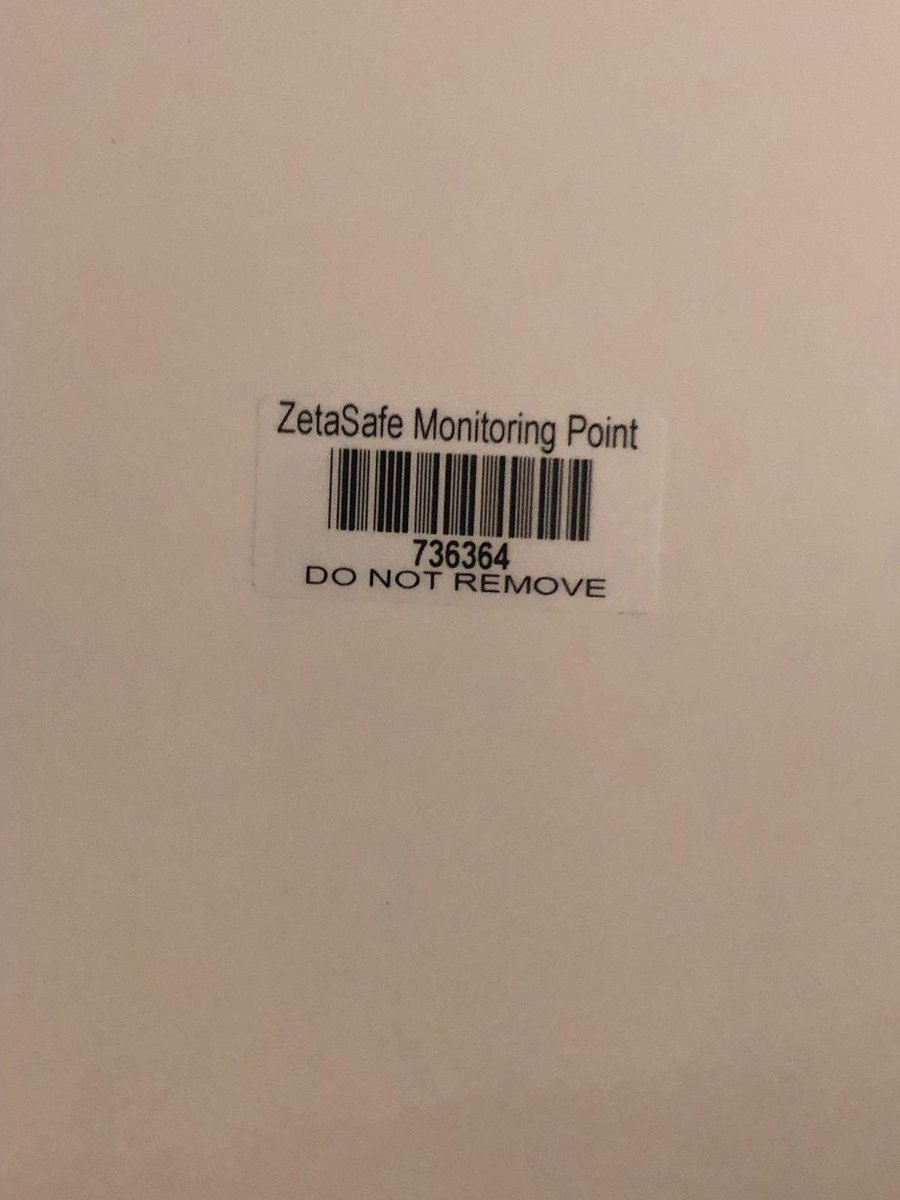 ZetaSafe Monitoring Point
736364
DO NOT REMOVE